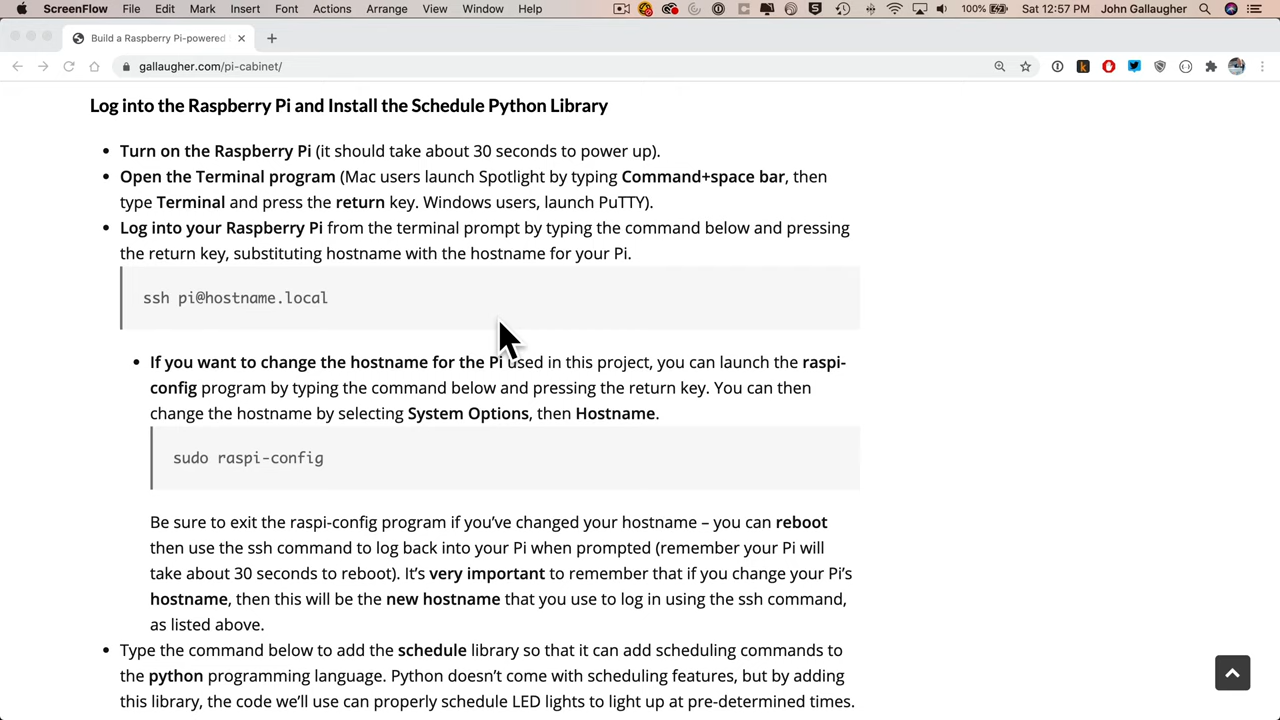 ScreenFlow File Edit Mark Insert Font Actions Arrange View Window Help 100% Sat 12:57 PM John Gallaugher
Build a Raspberry Pi-powered
gallaugher.com/pi-cabinet/
Log into the Raspberry Pi and Install the Schedule Python Library
• Turn on the Raspberry Pi (it should take about 30 seconds to power up).
• Open the Terminal program (Mac users launch Spotlight by typing Command+space bar, then
type Terminal and press the return key. Windows users, launch PuTTY).
• Log into your Raspberry Pi from the terminal prompt by typing the command below and pressing
the return key, substituting hostname with the hostname for your Pi.
ssh pi@hostname.local
• If you want to change the hostname for the Pi used in this project, you can launch the raspi-
config program by typing the command below and pressing the return key. You can then
change the hostname by selecting System Options, then Hostname.
sudo raspi-config
Be sure to exit the raspi-config program if you’ve changed your hostname – you can reboot
then use the ssh command to log back into your Pi when prompted (remember your Pi will
take about 30 seconds to reboot). It’s very important to remember that if you change your Pi’s
hostname, then this will be the new hostname that you use to log in using the ssh command,
as listed above.
• Type the command below to add the schedule library so that it can add scheduling commands to
the python programming language. Python doesn’t come with scheduling features, but by adding
this library, the code we’ll use can properly schedule LED lights to light up at pre-determined times.